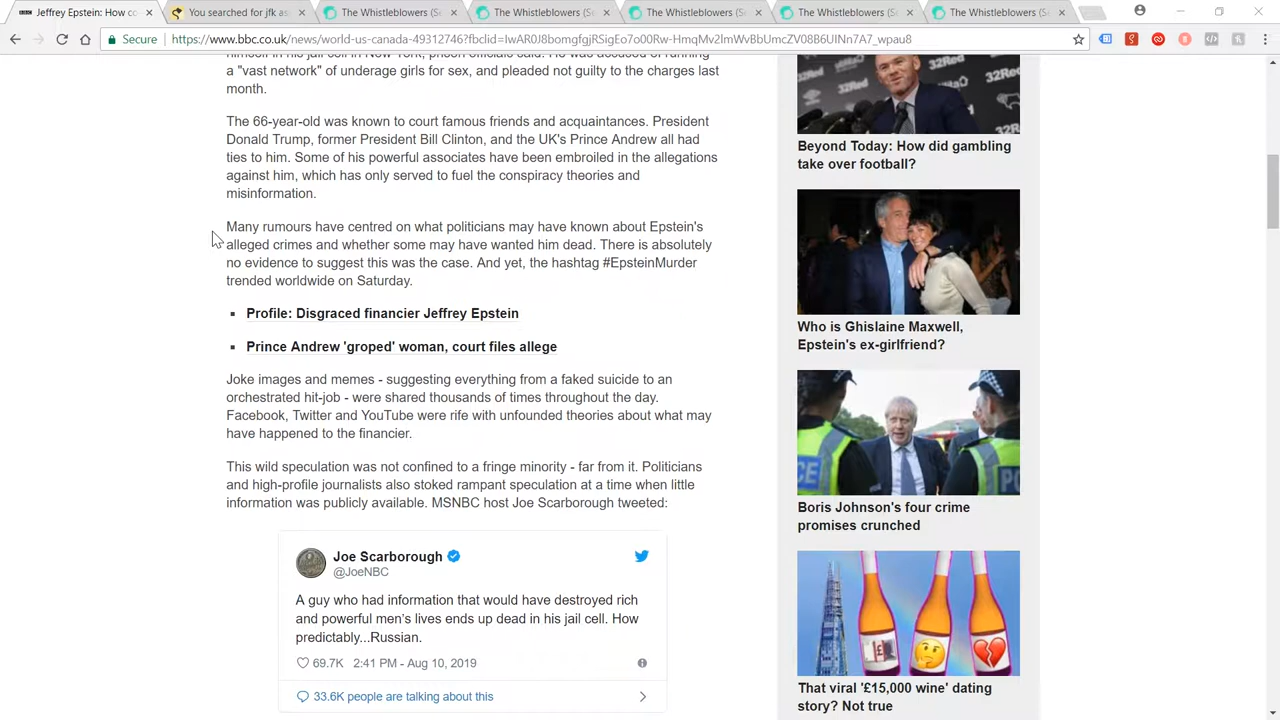 Jeffrey Epstein: How co
You searched for jfk as
The Whistleblowers (Se
The Whistleblowers (Se
The Whistleblowers (Se
The Whistleblowers (Se
The Whistleblowers (Se
Secure
https://www.bbc.co.uk/news/world-us-canada-49312746?fbclid=IwAR0J8bomgfgjRSigEo7o00Rw-HmqMv2lmWvBbUmcZV08B6UINn7A7_wpau8
himself in his jail cell in New York, prison officials said. He was accused of running
a "vast network" of underage girls for sex, and pleaded not guilty to the charges last
month.
The 66-year-old was known to court famous friends and acquaintances. President
Donald Trump, former President Bill Clinton, and the UK's Prince Andrew all had
ties to him. Some of his powerful associates have been embroiled in the allegations
against him, which has only served to fuel the conspiracy theories and
misinformation.
Many rumours have centred on what politicians may have known about Epstein's
alleged crimes and whether some may have wanted him dead. There is absolutely
no evidence to suggest this was the case. And yet, the hashtag #EpsteinMurder
trended worldwide on Saturday.
Profile: Disgraced financier Jeffrey Epstein
Prince Andrew 'groped' woman, court files allege
Joke images and memes - suggesting everything from a faked suicide to an
orchestrated hit-job - were shared thousands of times throughout the day.
Facebook, Twitter and YouTube were rife with unfounded theories about what may
have happened to the financier.
This wild speculation was not confined to a fringe minority - far from it. Politicians
and high-profile journalists also stoked rampant speculation at a time when little
information was publicly available. MSNBC host Joe Scarborough tweeted:
Joe Scarborough
@JoeNBC
A guy who had information that would have destroyed rich
and powerful men's lives ends up dead in his jail cell. How
predictably...Russian.
69.7K 2:41 PM - Aug 10, 2019
33.6K people are talking about this
32Red
32Red
Beyond Today: How did gambling
take over football?
Who is Ghislaine Maxwell,
Epstein's ex-girlfriend?
Boris Johnson's four crime
promises crunched
That viral '£15,000 wine' dating
story? Not true